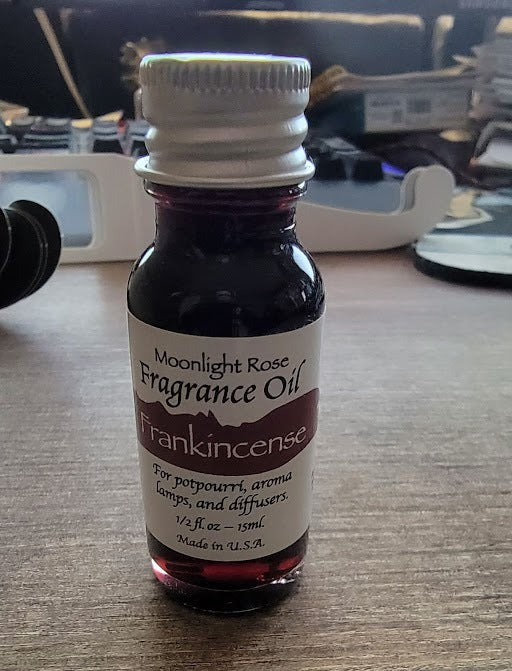 Moonlight Rose
Fragrance Oil
Frankincense
For potpourri, aroma
lamps, and diffusers.
1/2 fl. oz – 15ml.
Made in U.S.A.